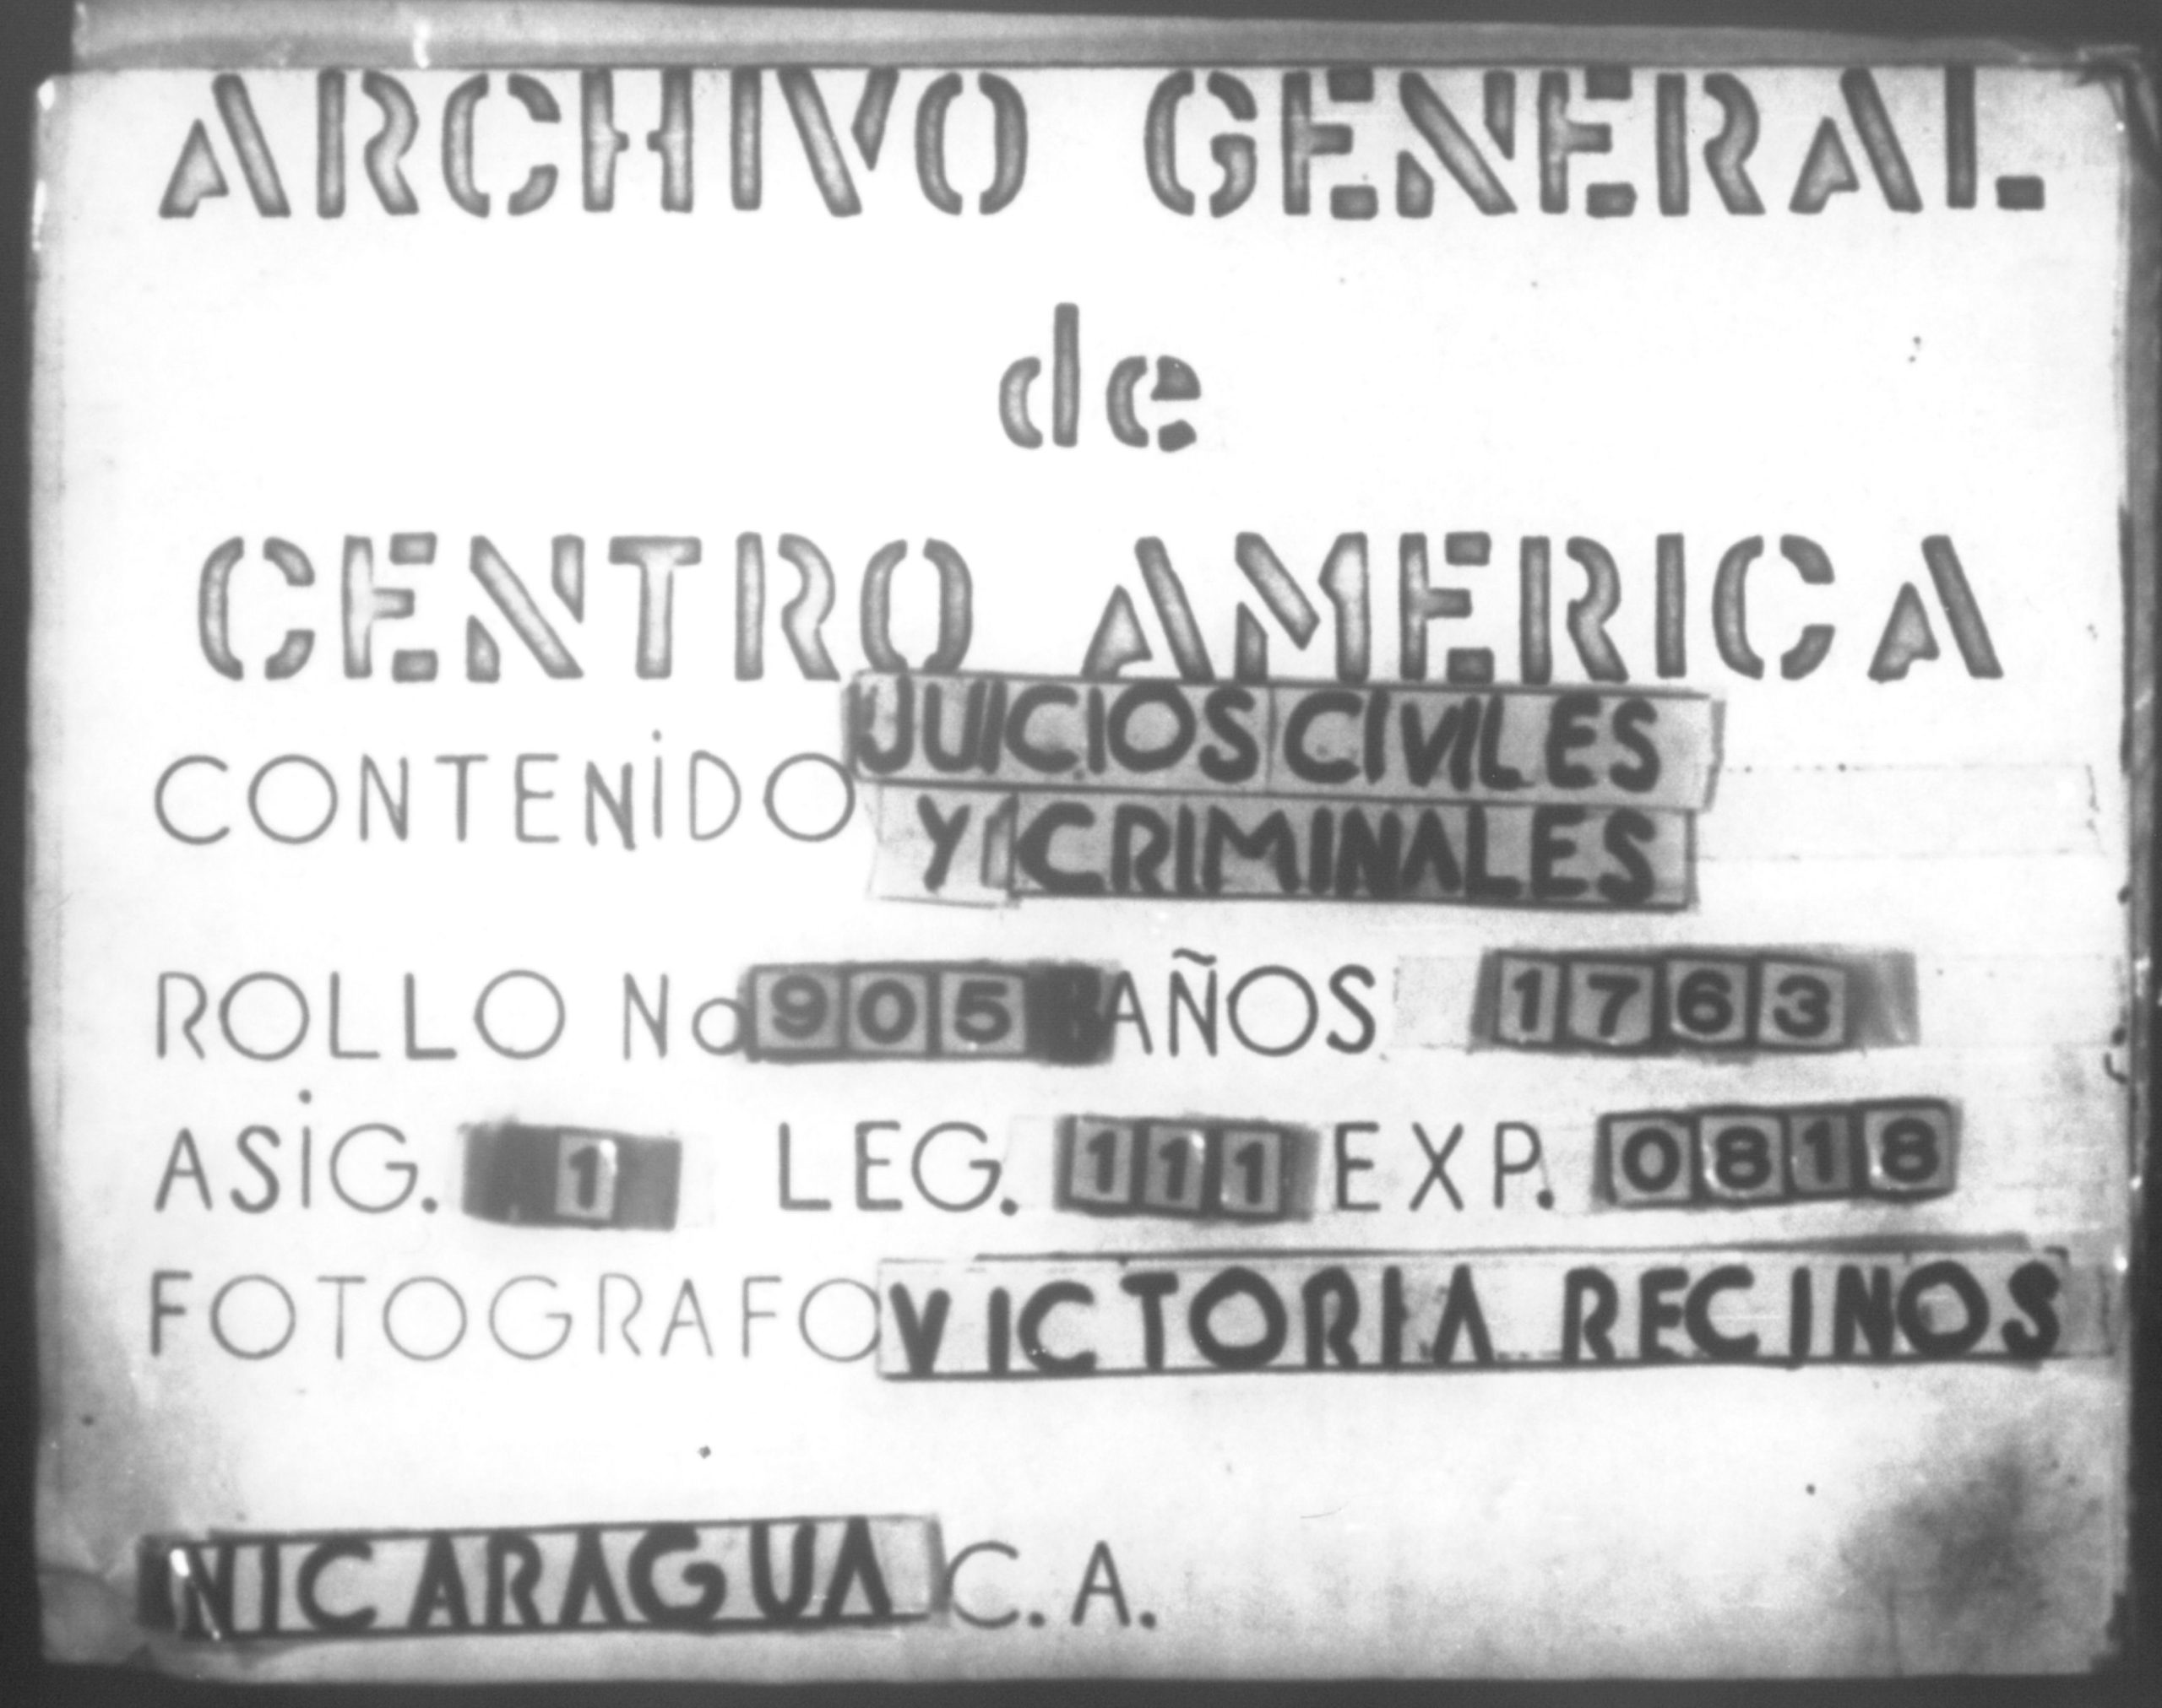 ARCHIVO GENERAL
de
CENTRO AMERICA
CONTENIDO JUICIOS CIVILES
Y CRIMINALES
ROLLO No 905 AÑOS 1763
ASIG. 1 LEG. 111 EXP. 0818
FOTOGRAFO VICTORIA RECINOS
NICARAGUA C.A.